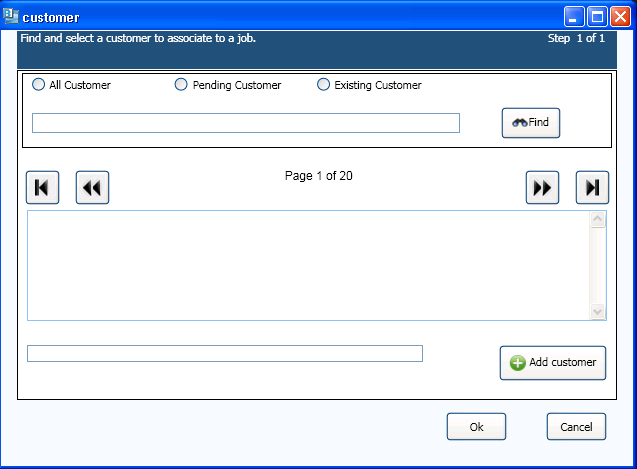 customer
Find and select a customer to associate to a job. Step 1 of 1
All Customer Pending Customer Existing Customer
Find
Page 1 of 20
Add customer
Ok Cancel